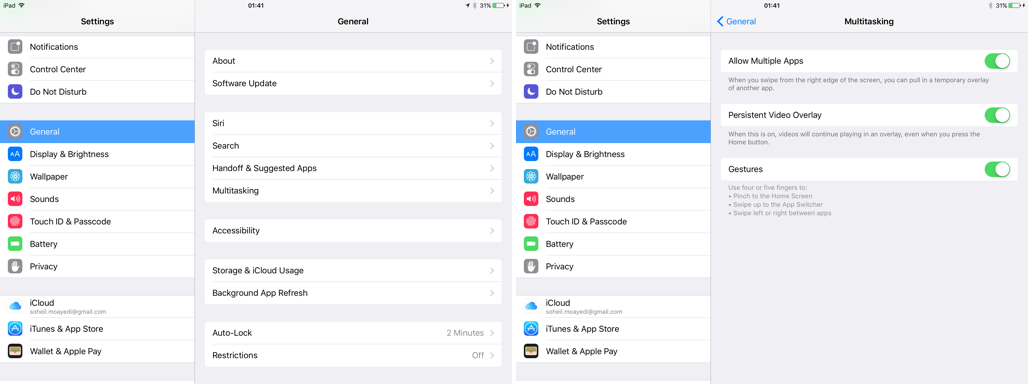 iPad
01:41
31%
Settings
General
Notifications
Control Center
Do Not Disturb
General
Display & Brightness
Wallpaper
Sounds
Touch ID & Passcode
Battery
Privacy
iCloud
soheil.moayedi@gmail.com
iTunes & App Store
Wallet & Apple Pay
About
Software Update
Siri
Search
Handoff & Suggested Apps
Multitasking
Accessibility
Storage & iCloud Usage
Background App Refresh
Auto-Lock 2 Minutes
Restrictions Off
iPad
01:41
31%
Settings
General
Multitasking
Notifications
Control Center
Do Not Disturb
General
AA Display & Brightness
Wallpaper
Sounds
Touch ID & Passcode
Battery
Privacy
iCloud
soheil.moayedi@gmail.com
iTunes & App Store
Wallet & Apple Pay
Allow Multiple Apps
When you swipe from the right edge of the screen, you can pull in a temporary overlay
of another app.
Persistent Video Overlay
When this is on, videos will continue playing in an overlay, even when you press the
Home button.
Gestures
Use four or five fingers to:
• Pinch to the Home Screen
• Swipe up to the App Switcher
• Swipe left or right between apps